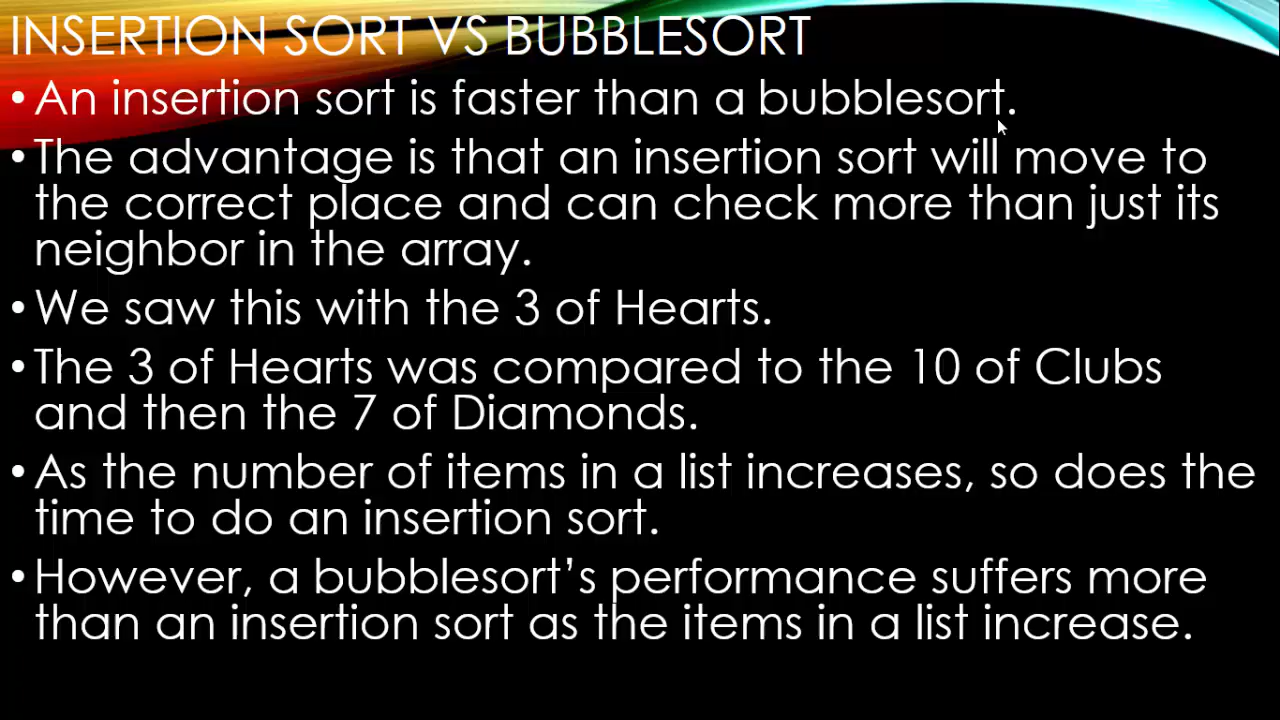 INSERTION SORT VS BUBBLESORT
• An insertion sort is faster than a bubblesort.
• The advantage is that an insertion sort will move to
the correct place and can check more than just its
neighbor in the array.
• We saw this with the 3 of Hearts.
• The 3 of Hearts was compared to the 10 of Clubs
and then the 7 of Diamonds.
• As the number of items in a list increases, so does the
time to do an insertion sort.
• However, a bubblesort’s performance suffers more
than an insertion sort as the items in a list increase.